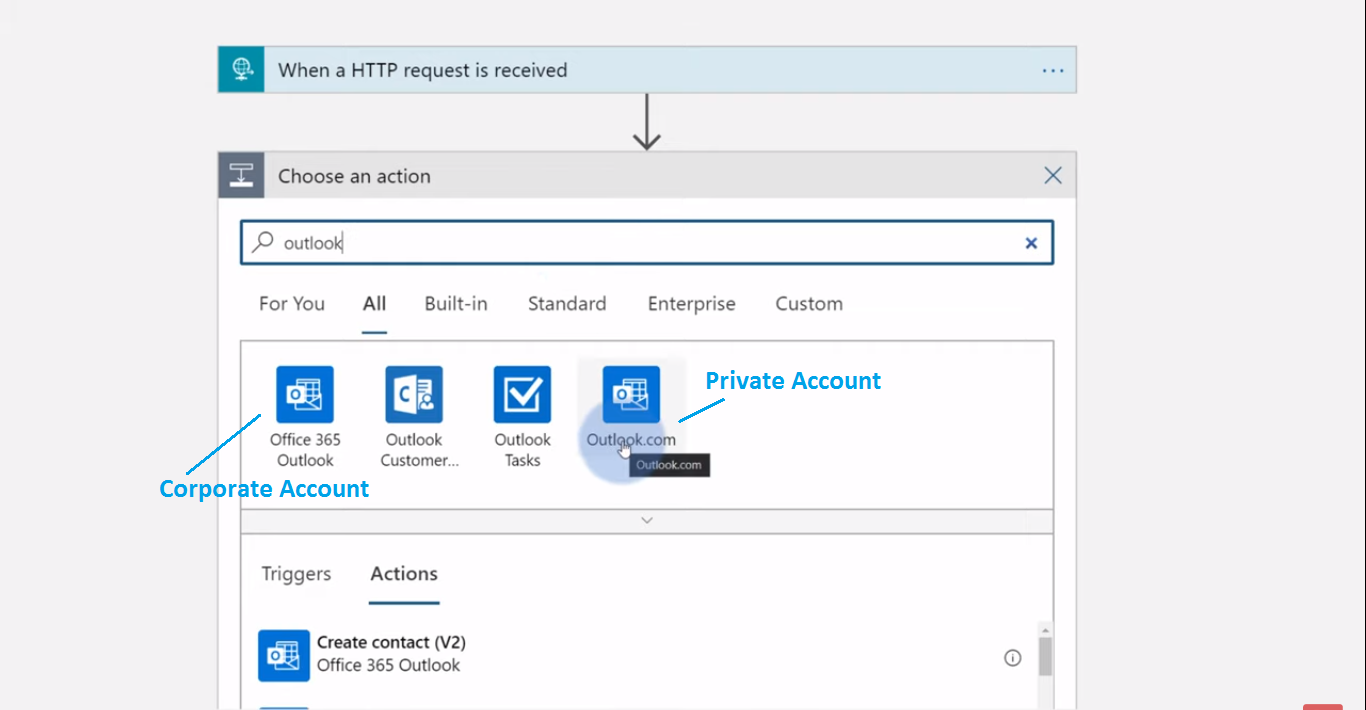 When a HTTP request is received
Choose an action
outlook
For You All Built-in Standard Enterprise Custom
Private Account
Office 365
Outlook
Outlook
Customer...
Outlook
Tasks
Outlook.com
Outlook.com
Corporate Account
Triggers Actions
Create contact (V2)
Office 365 Outlook